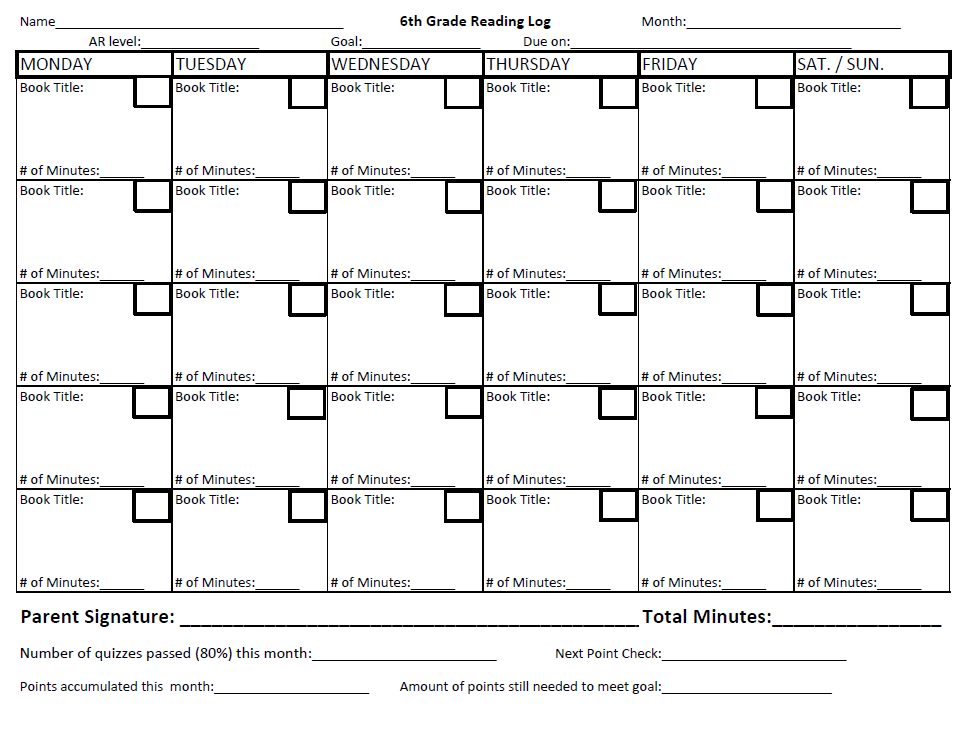 Name____________________ 6th Grade Reading Log Month:____________________
AR level:________________ Goal:________________ Due on:____________________
MONDAY TUESDAY WEDNESDAY THURSDAY FRIDAY SAT. / SUN.
Book Title: Book Title: Book Title: Book Title: Book Title: Book Title:
# of Minutes:______ # of Minutes:______ # of Minutes:______ # of Minutes:______ # of Minutes:______ # of Minutes:______
Book Title: Book Title: Book Title: Book Title: Book Title: Book Title:
# of Minutes:______ # of Minutes:______ # of Minutes:______ # of Minutes:______ # of Minutes:______ # of Minutes:______
Book Title: Book Title: Book Title: Book Title: Book Title: Book Title:
# of Minutes:______ # of Minutes:______ # of Minutes:______ # of Minutes:______ # of Minutes:______ # of Minutes:______
Book Title: Book Title: Book Title: Book Title: Book Title: Book Title:
# of Minutes:______ # of Minutes:______ # of Minutes:______ # of Minutes:______ # of Minutes:______ # of Minutes:______
Book Title: Book Title: Book Title: Book Title: Book Title: Book Title:
# of Minutes:______ # of Minutes:______ # of Minutes:______ # of Minutes:______ # of Minutes:______ # of Minutes:______
Parent Signature: ____________________ Total Minutes:________________
Number of quizzes passed (80%) this month:____________________ Next Point Check:____________________
Points accumulated this month:____________________ Amount of points still needed to meet goal:____________________